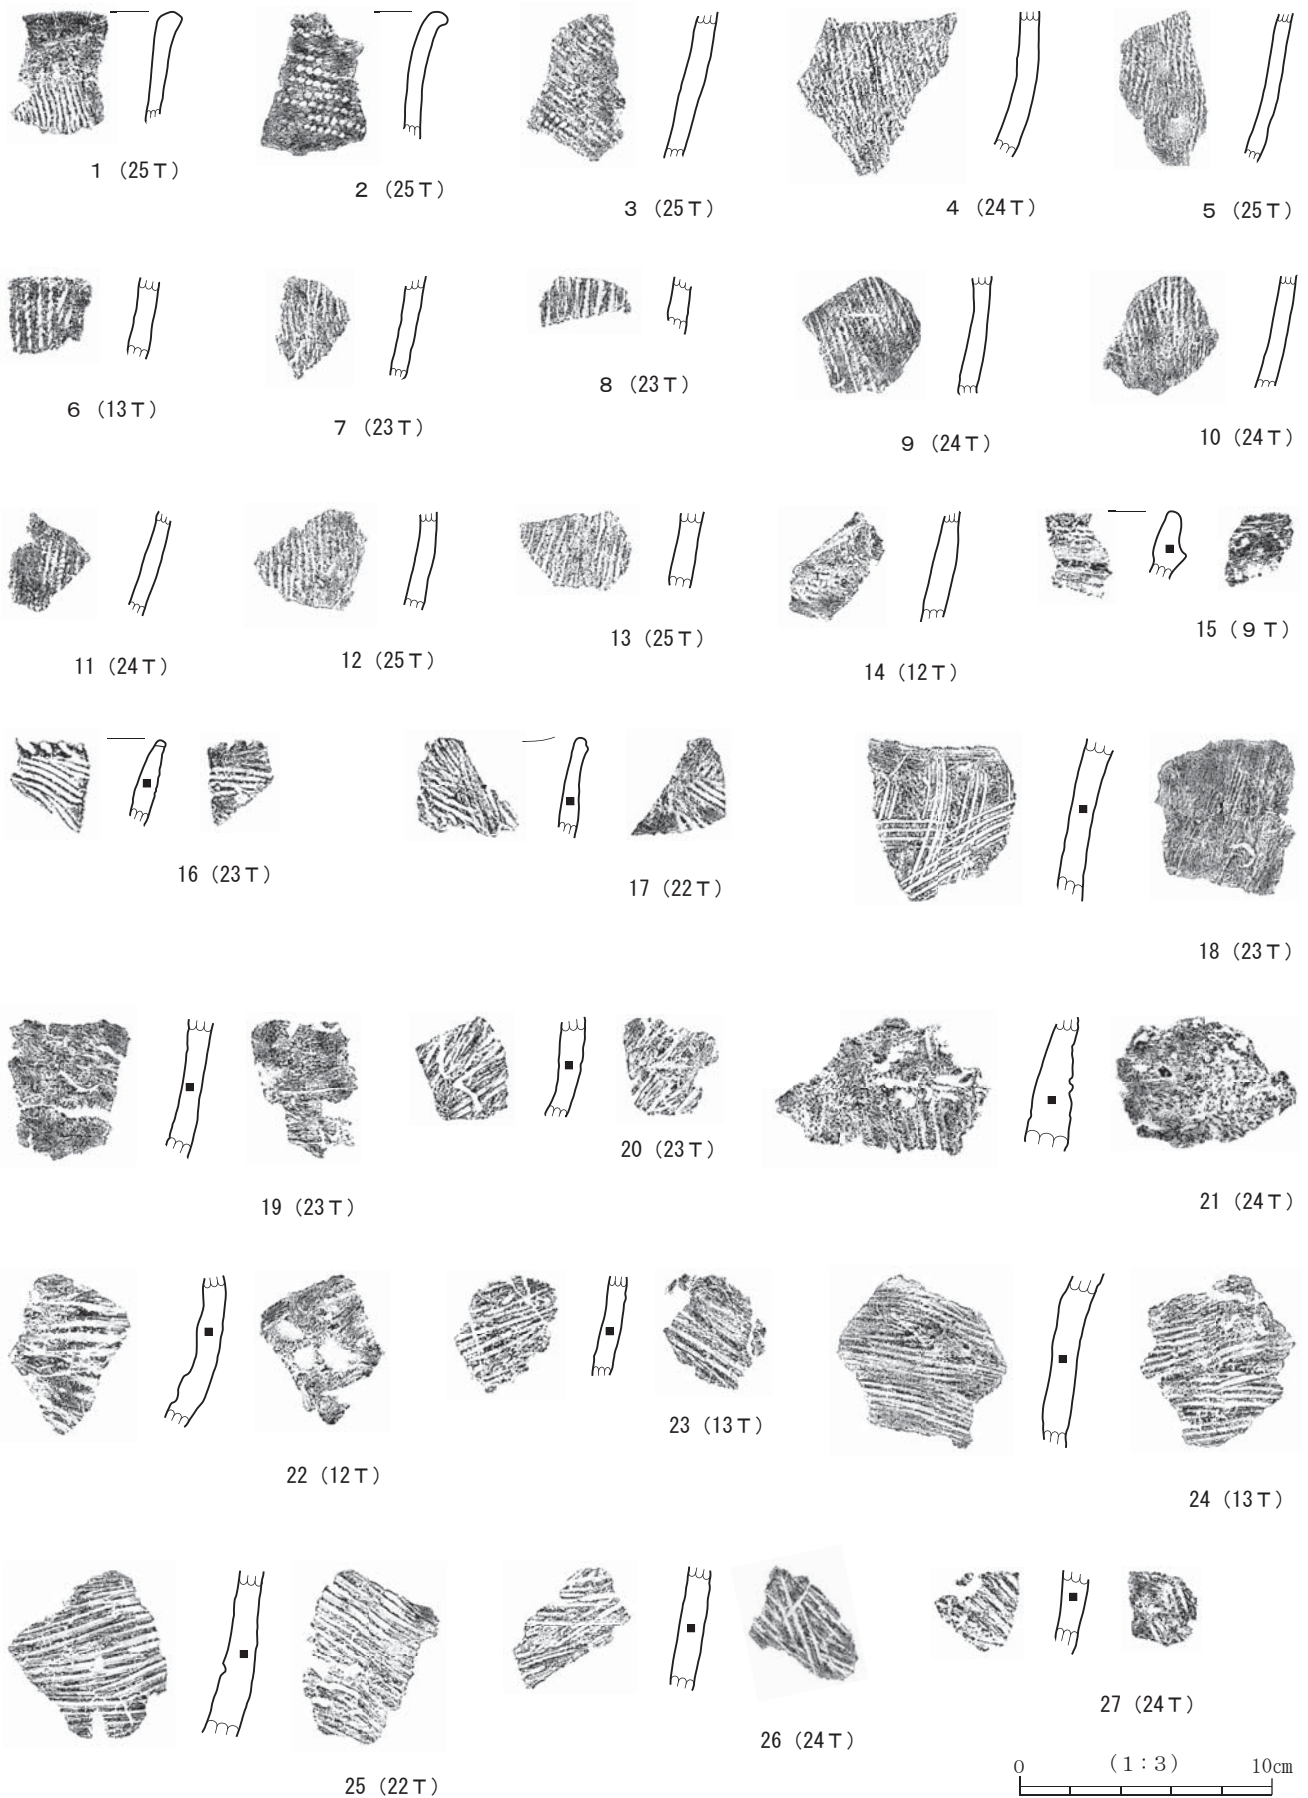 1（25Ｔ）
2（25Ｔ）
3（25Ｔ）
4（24Ｔ）
5（25Ｔ）
6（13Ｔ）
7（23Ｔ）
8（23Ｔ）
9（24Ｔ）
10（24Ｔ）
11（24Ｔ）
12（25Ｔ）
13（25Ｔ）
14（12Ｔ）
15（９Ｔ）
16（23Ｔ）
17（22Ｔ）
18（23Ｔ）
19（23Ｔ）
20（23Ｔ）
21（24Ｔ）
22（12Ｔ）
23（13Ｔ）
24（13Ｔ）
25（22Ｔ）
26（24Ｔ）
27（24Ｔ）
0 （1：3） 10cm